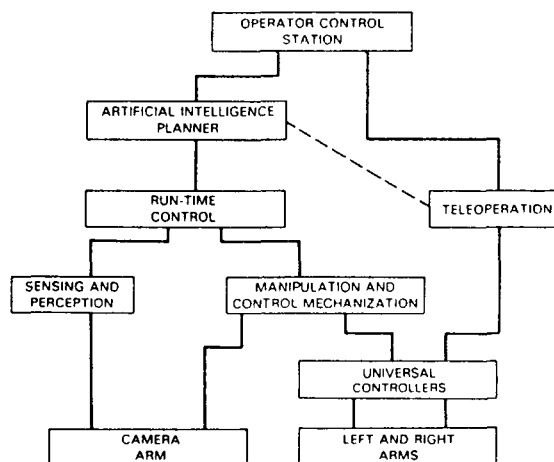 OPERATOR CONTROL
STATION
ARTIFICIAL INTELLIGENCE
PLANNER
RUN-TIME
CONTROL
TELEOPERATION
SENSING AND
PERCEPTION
MANIPULATION AND
CONTROL MECHANIZATION
UNIVERSAL
CONTROLLERS
CAMERA
ARM
LEFT AND RIGHT
ARMS